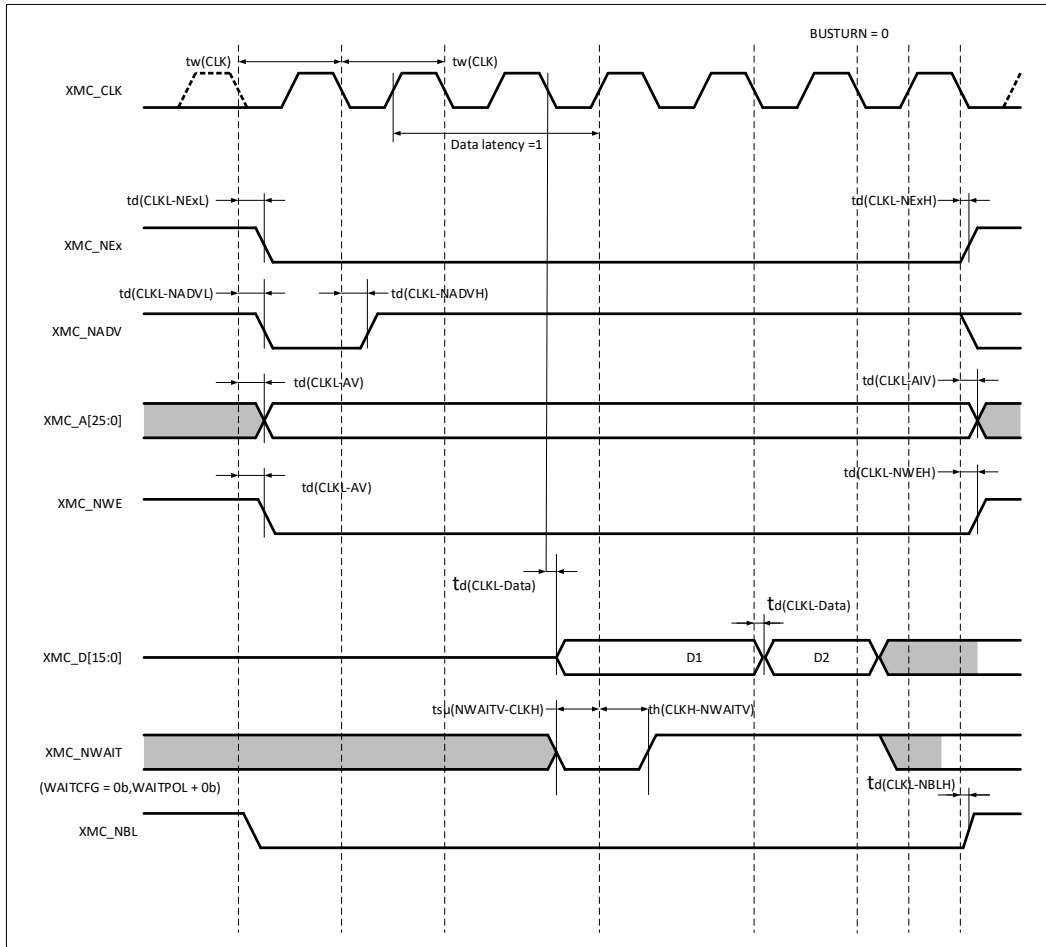 BUSTURN = 0
tw(CLK) tw(CLK)
XMC_CLK
Data latency =1
td(CLKL-NExL) td(CLKL-NExH)
XMC_NEx
td(CLKL-NADVL) td(CLKL-NADVH)
XMC_NADV
td(CLKL-AV) td(CLKL-AIV)
XMC_A[25:0]
td(CLKL-AV) td(CLKL-NWEH)
XMC_NWE
td(CLKL-Data)
td(CLKL-Data)
XMC_D[15:0] D1 D2
tsu(NWAITV-CLKH) th(CLKH-NWAITV)
XMC_NWAIT
(WAITCFG = 0b,WAITPOL + 0b) td(CLKL-NBLH)
XMC_NBL